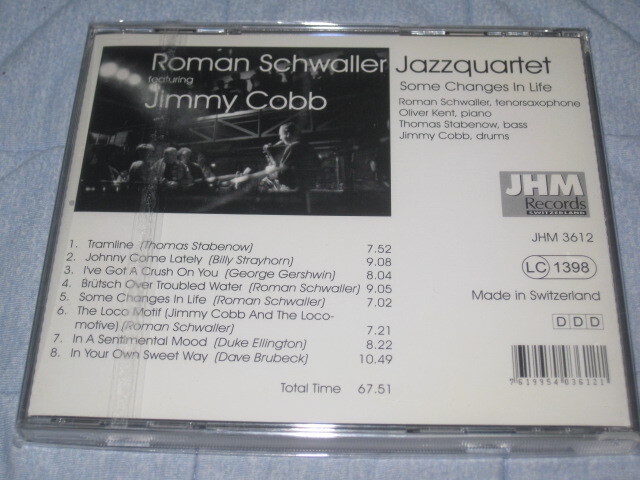 Roman Schwaller Jazzquartet
featuring
Jimmy Cobb
Some Changes In Life
Roman Schwaller, tenorsaxophone
Oliver Kent, piano
Thomas Stabenow, bass
Jimmy Cobb, drums
JHM
Records
SWITZERLAND
JHM 3612
LC 1398
Made in Switzerland
DDD
1. Tramline (Thomas Stabenow) 7.52
2. Johnny Come Lately (Billy Strayhorn) 9.08
3. I've Got A Crush On You (George Gershwin) 8.04
4. Brütsch Over Troubled Water (Roman Schwaller) 9.05
5. Some Changes In Life (Roman Schwaller) 7.02
6. The Loco Motif (Jimmy Cobb And The Loco-
motive) (Roman Schwaller) 7.21
7. In A Sentimental Mood (Duke Ellington) 8.22
8. In Your Own Sweet Way (Dave Brubeck) 10.49
Total Time 67.51
7 619954 036121